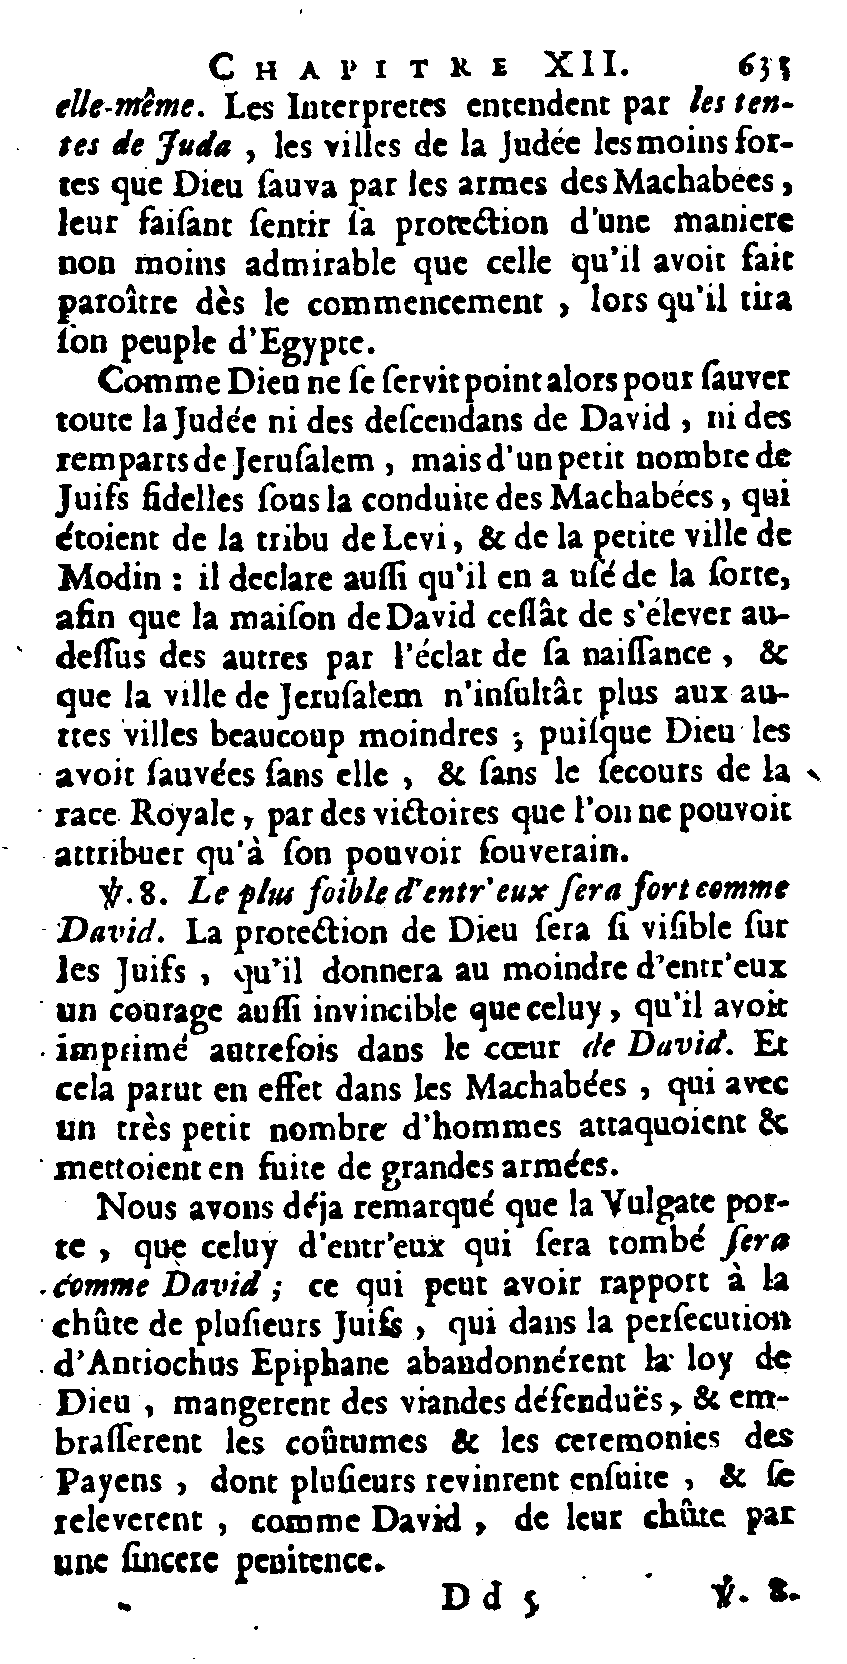 CHAPITRE XII. 635
elle-même. Les Interpretes entendent par les ten-
tes de Juda, les villes de la Judée les moins for-
tes que Dieu ſauva par les armes des Machabées,
leur faiſant ſentir ſa protection d'une maniere
non moins admirable que celle qu'il avoit fait
paroître dès le commencement, lors qu'il tira
ſon peuple d'Egypte.
Comme Dieu ne ſe ſervit point alors pour ſauver
toute la Judée ni des deſcendans de David, ni des
remparts de Jeruſalem, mais d'un petit nombre de
Juifs fidelles ſous la conduite des Machabées, qui
étoient de la tribu de Levi, & de la petite ville de
Modin : il declare auſſi qu'il en a uſé de la ſorte,
afin que la maiſon de David ceſſât de s'élever au-
deſſus des autres par l'éclat de ſa naiſſance, &
que la ville de Jeruſalem n'inſultât plus aux au-
tres villes beaucoup moindres ; puiſque Dieu les
avoit ſauvées ſans elle, & ſans le ſecours de la
race Royale, par des victoires que l'on ne pouvoit
attribuer qu'à ſon pouvoir ſouverain.
℣. 8. Le plus foible d'entr'eux ſera fort comme
David. La protection de Dieu ſera ſi viſible ſur
les Juifs, qu'il donnera au moindre d'entr'eux
un courage auſſi invincible que celuy, qu'il avoit
imprimé autrefois dans le cœur de David. Et
cela parut en effet dans les Machabées, qui avec
un très petit nombre d'hommes attaquoient &
mettoient en fuite de grandes armées.
Nous avons déja remarqué que la Vulgate por-
te, que celuy d'entr'eux qui ſera tombé ſera
comme David ; ce qui peut avoir rapport à la
chûte de pluſieurs Juifs, qui dans la perſecution
d'Antiochus Epiphane abandonnérent la loy de
Dieu, mangerent des viandes défenduës, & em-
braſſerent les coûtumes & les ceremonies des
Payens, dont pluſieurs revinrent enſuite, & ſe
releverent, comme David, de leur chûte par
une ſincere penitence.
Dd 5 ℣. 8.